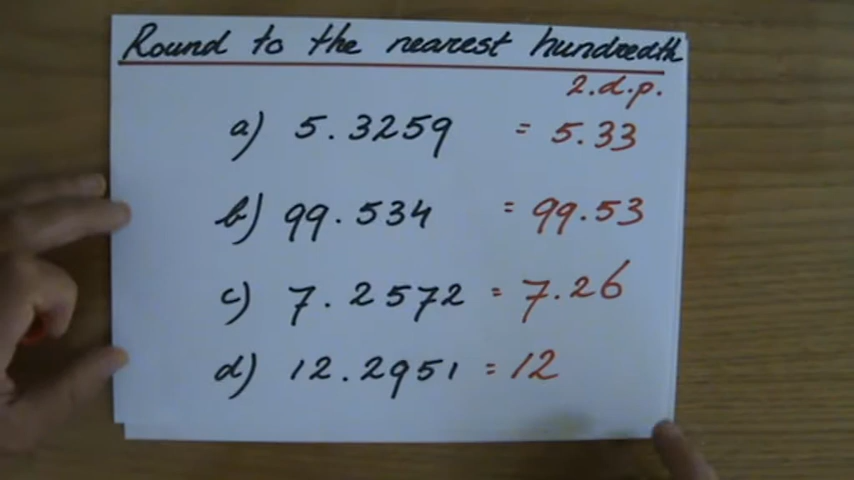 Round to the nearest hundredth
2.d.p.
a) 5.3259 = 5.33
b) 99.534 = 99.53
c) 7.2572 = 7.26
d) 12.2951 = 12